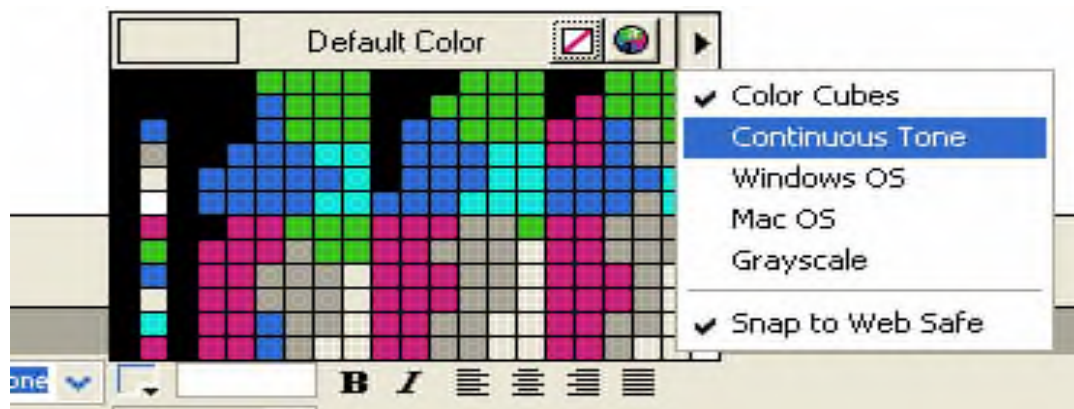 Default Color
Color Cubes
Continuous Tone
Windows OS
Mac OS
Grayscale
Snap to Web Safe
B I